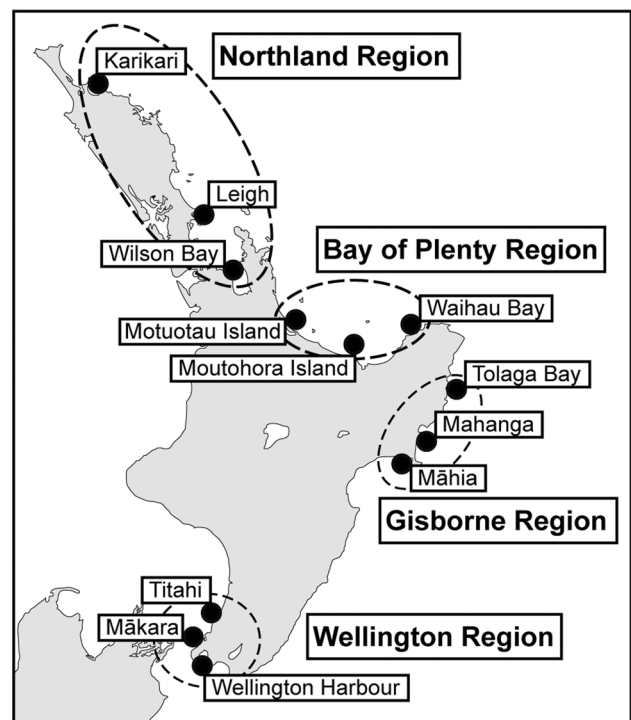 Karikari
Northland Region
Leigh
Wilson Bay
Bay of Plenty Region
Waihau Bay
Motuotau Island
Moutohora Island
Tolaga Bay
Mahanga
Māhia
Gisborne Region
Titahi
Mākara
Wellington Region
Wellington Harbour